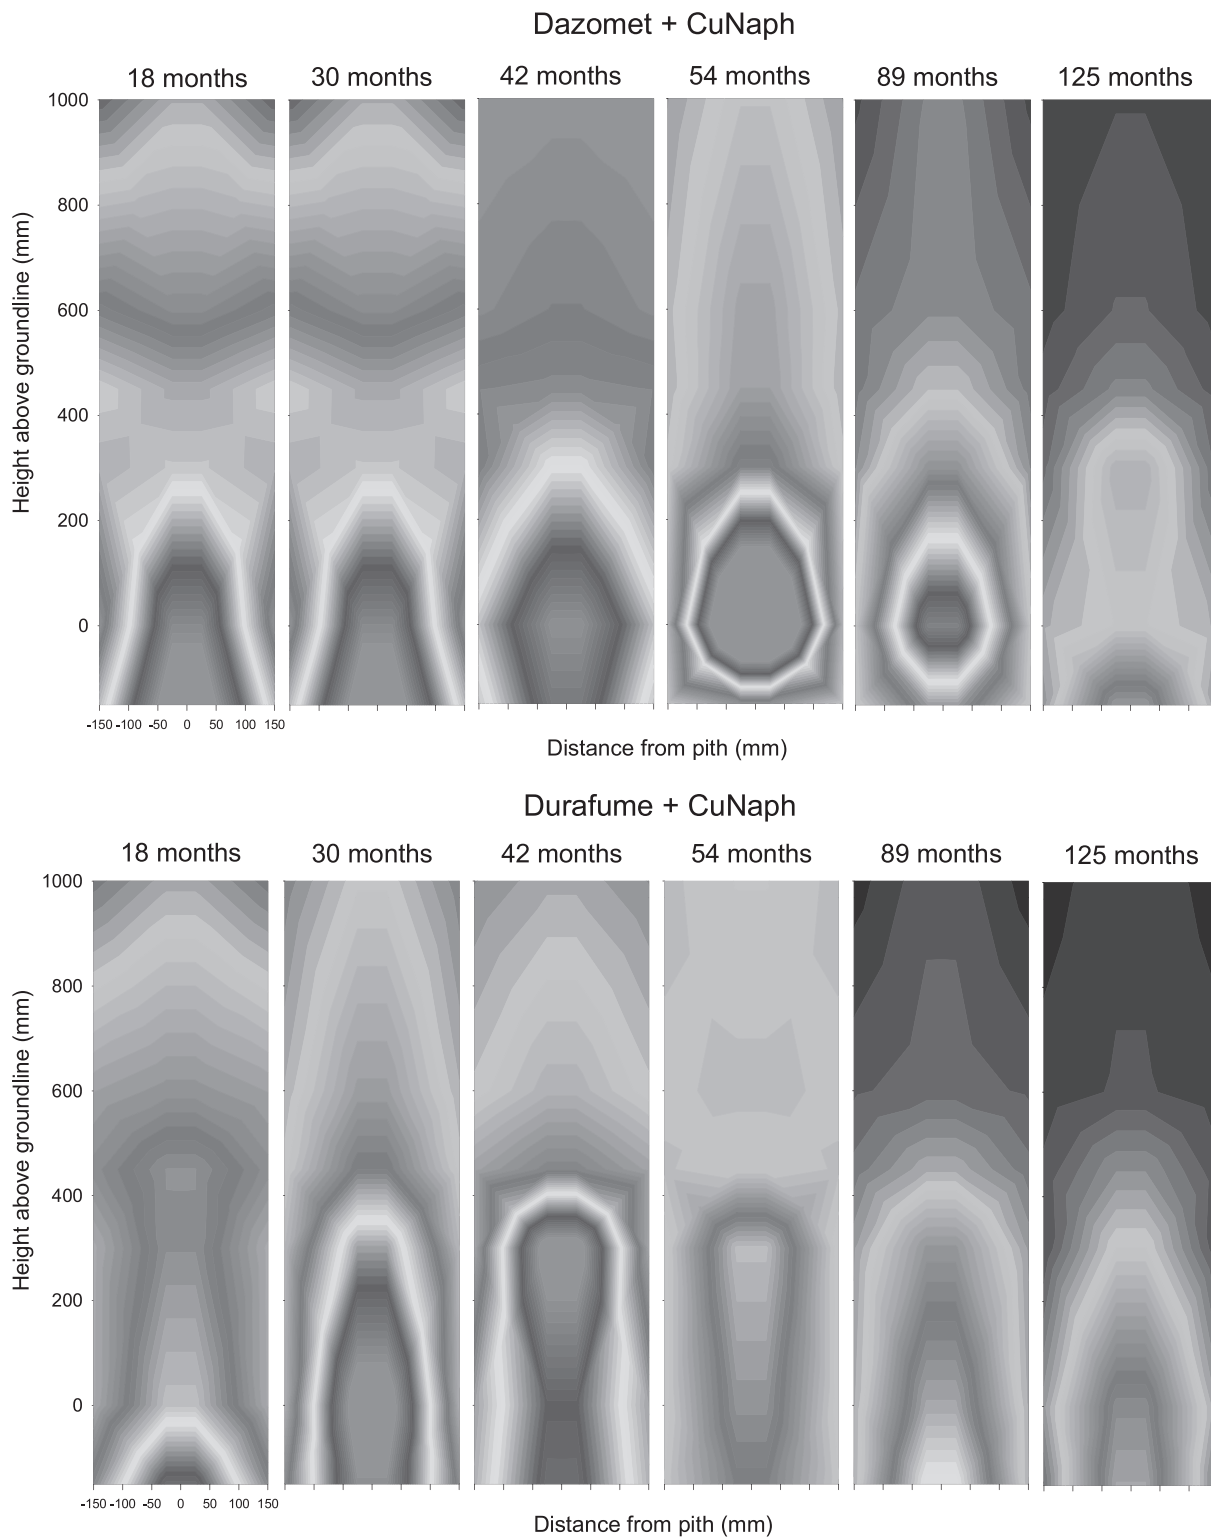 Dazomet + CuNaph
18 months 30 months 42 months 54 months 89 months 125 months
1000
800
600
400
200
0
Height above groundline (mm)
-150 -100 -50 0 50 100 150
Distance from pith (mm)
Durafume + CuNaph
18 months 30 months 42 months 54 months 89 months 125 months
1000
800
600
400
200
0
Height above groundline (mm)
-150 -100 -50 0 50 100 150
Distance from pith (mm)